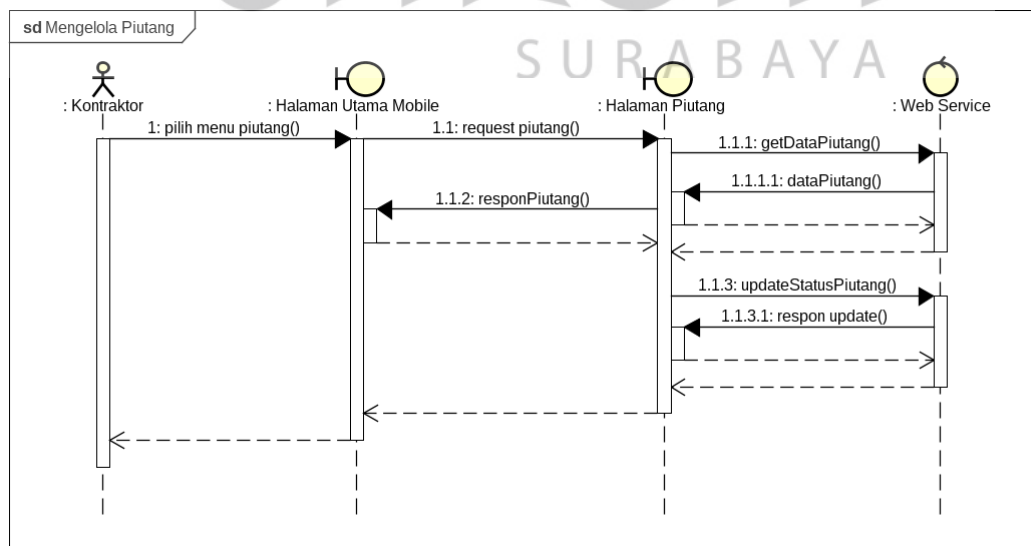 SURABAYA
sd Mengelola Piutang
: Kontraktor
: Halaman Utama Mobile
: Halaman Piutang
: Web Service
1: pilih menu piutang()
1.1: request piutang()
1.1.1: getDataPiutang()
1.1.1.1: dataPiutang()
1.1.2: responPiutang()
1.1.3: updateStatusPiutang()
1.1.3.1: respon update()